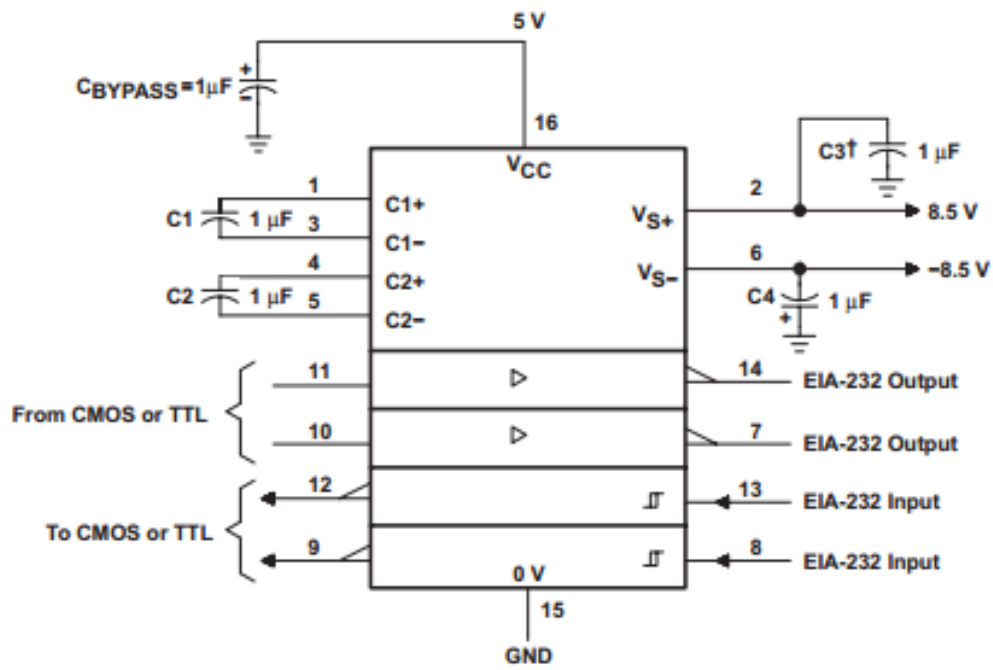 5 V
CBYPASS = 1µF
+
−
16
VCC
C3† 1 µF
1
C1+
C1 1 µF
3
C1−
2
VS+
8.5 V
4
C2+
C2 1 µF
5
C2−
6
VS−
−8.5 V
C4 1 µF
+
11
14
EIA-232 Output
From CMOS or TTL
10
7
EIA-232 Output
12
13
EIA-232 Input
To CMOS or TTL
9
8
EIA-232 Input
0 V
15
GND